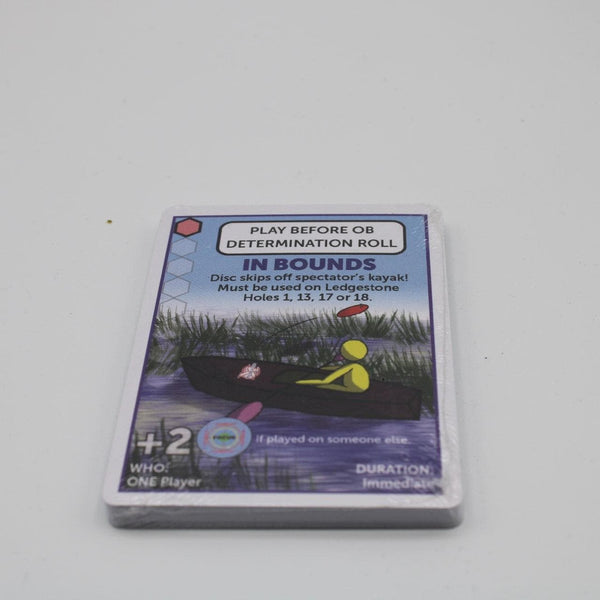 PLAY BEFORE OB
DETERMINATION ROLL
IN BOUNDS
Disc skips off spectator's kayak!
Must be used on Ledgestone
Holes 1, 13, 17 or 18.
+2 FOCUS if played on someone else.
WHO:
ONE Player
DURATION:
Immediate